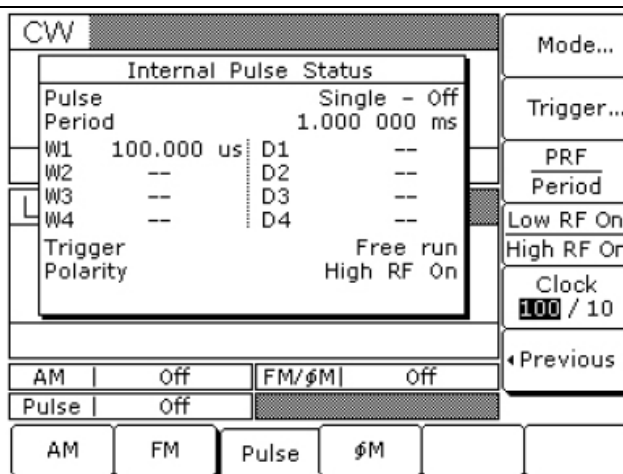 CW
Internal Pulse Status
Pulse Single - Off
Period 1.000 000 ms
W1 100.000 us D1 --
W2 -- D2 --
W3 -- D3 --
W4 -- D4 --
Trigger Free run
Polarity High RF On
L
AM Off FM/ϕM Off
Pulse Off
AM FM Pulse ϕM
Mode...
Trigger...
PRF
Period
Low RF On
High RF On
Clock
100 / 10
Previous